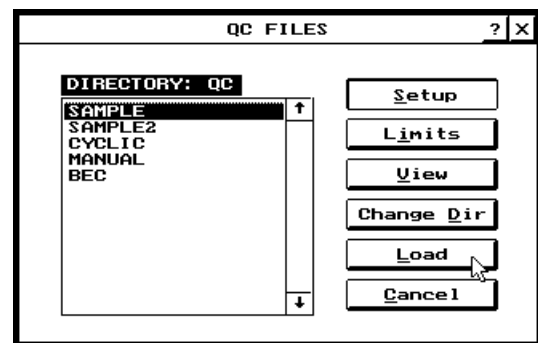 QC FILES ? X
DIRECTORY: QC
SAMPLE
SAMPLE2
CYCLIC
MANUAL
BEC
Setup
Limits
View
Change Dir
Load
Cancel